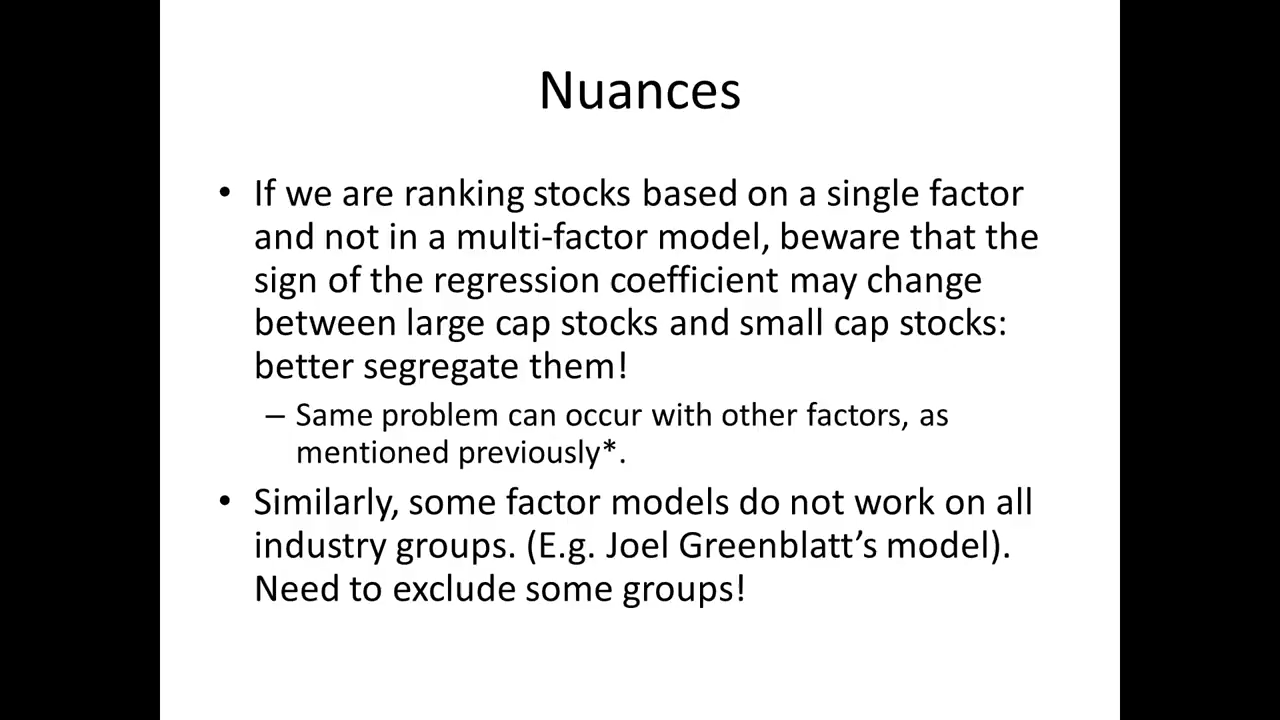 Nuances
• If we are ranking stocks based on a single factor
and not in a multi-factor model, beware that the
sign of the regression coefficient may change
between large cap stocks and small cap stocks:
better segregate them!
– Same problem can occur with other factors, as
mentioned previously*.
• Similarly, some factor models do not work on all
industry groups. (E.g. Joel Greenblatt’s model).
Need to exclude some groups!